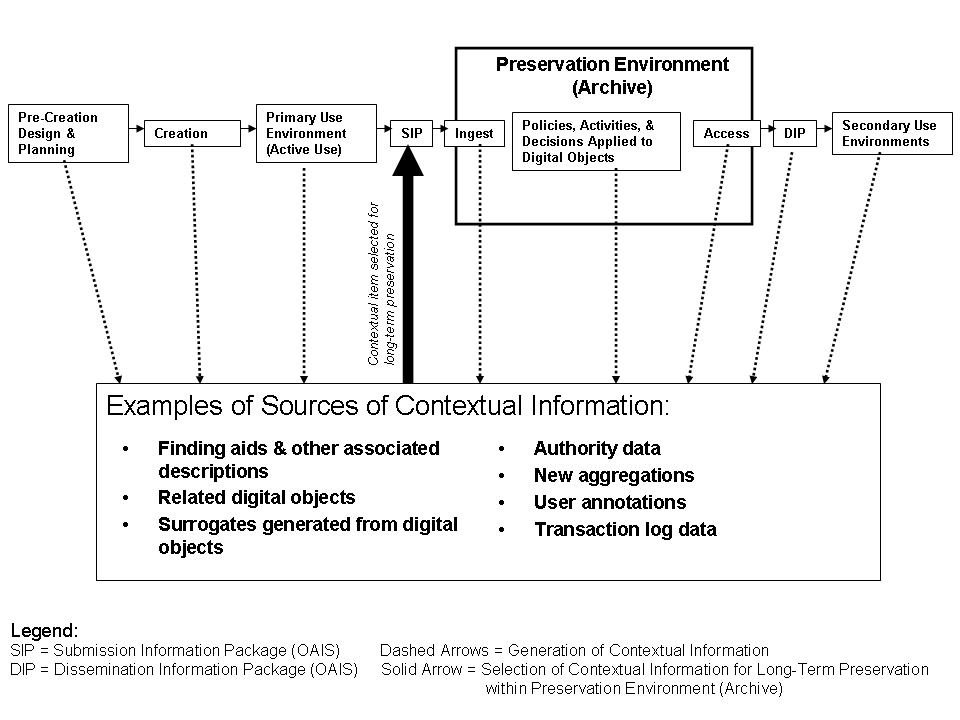 Preservation Environment
(Archive)
Pre-Creation
Design &
Planning
Creation
Primary Use
Environment
(Active Use)
SIP
Ingest
Policies, Activities, &
Decisions Applied to
Digital Objects
Access
DIP
Secondary Use
Environments
Contextual item selected for
long-term preservation
Examples of Sources of Contextual Information:
• Finding aids & other associated
descriptions
• Related digital objects
• Surrogates generated from digital
objects
• Authority data
• New aggregations
• User annotations
• Transaction log data
Legend:
SIP = Submission Information Package (OAIS)
DIP = Dissemination Information Package (OAIS)
Dashed Arrows = Generation of Contextual Information
Solid Arrow = Selection of Contextual Information for Long-Term Preservation
within Preservation Environment (Archive)